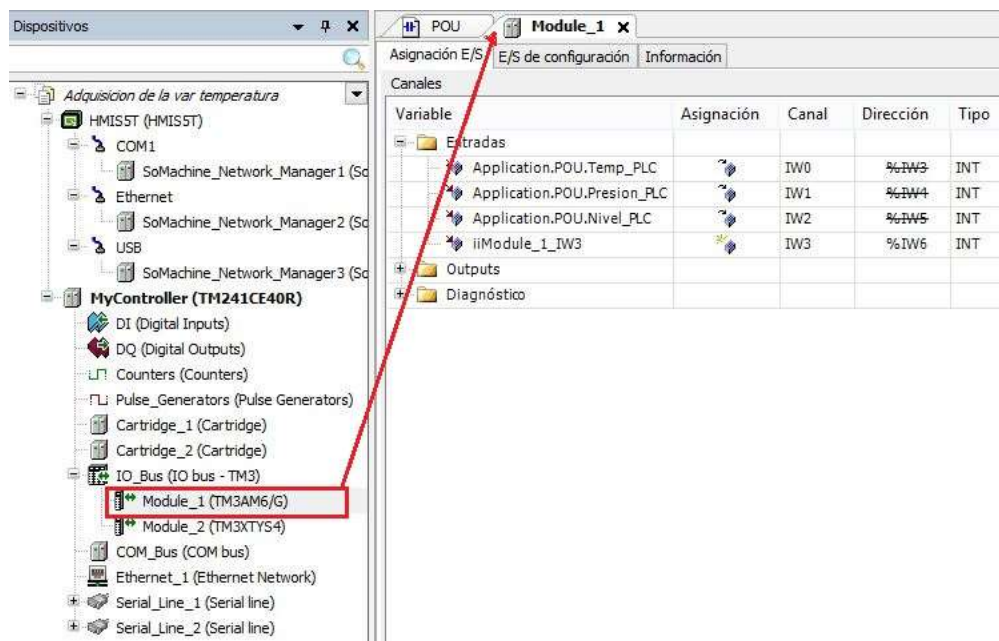 Dispositivos
Adquisicion de la var temperatura
HMIS5T (HMIS5T)
COM1
SoMachine_Network_Manager1 (So
Ethernet
SoMachine_Network_Manager2 (So
USB
SoMachine_Network_Manager3 (So
MyController (TM241CE40R)
DI (Digital Inputs)
DQ (Digital Outputs)
Counters (Counters)
Pulse_Generators (Pulse Generators)
Cartridge_1 (Cartridge)
Cartridge_2 (Cartridge)
IO_Bus (IO bus - TM3)
Module_1 (TM3AM6/G)
Module_2 (TM3XTYS4)
COM_Bus (COM bus)
Ethernet_1 (Ethernet Network)
Serial_Line_1 (Serial line)
Serial_Line_2 (Serial line)
POU Module_1
Asignación E/S E/S de configuración Información
Canales
Variable Asignación Canal Dirección Tipo
Entradas
Application.POU.Temp_PLC IW0 %IW3 INT
Application.POU.Presion_PLC IW1 %IW4 INT
Application.POU.Nivel_PLC IW2 %IW5 INT
iiModule_1_IW3 IW3 %IW6 INT
Outputs
Diagnóstico